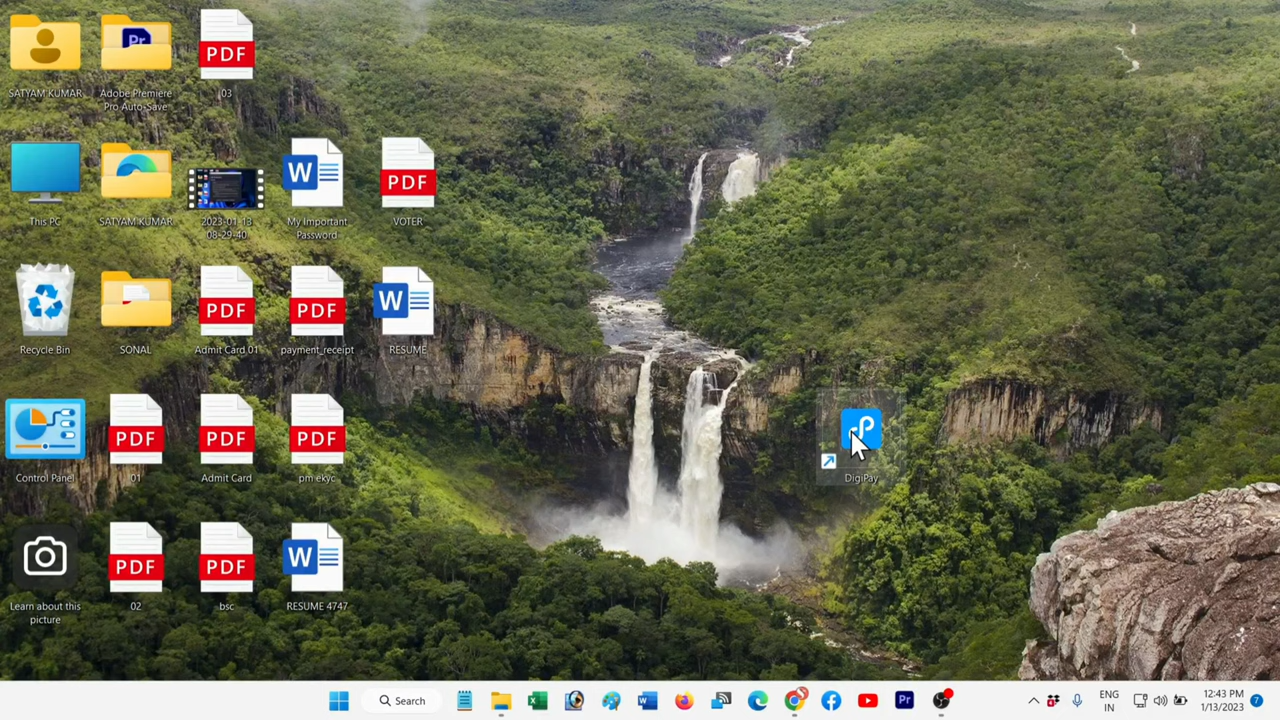 SATYAM KUMAR
Adobe Premiere
Pro Auto-Save
03
This PC
SATYAM KUMAR
2023-01-13
08-29-40
My Important
Password
VOTER
Recycle Bin
SONAL
Admit Card 01
payment_receipt
RESUME
Control Panel
01
Admit Card
pm ekyc
DigiPay
Learn about this
picture
02
bsc
RESUME 4747
Pr
PDF
W
PDF
PDF
PDF
W
PDF
PDF
PDF
PDF
PDF
W
Search
W
Pr
ENG
IN
12:43 PM
1/13/2023
7